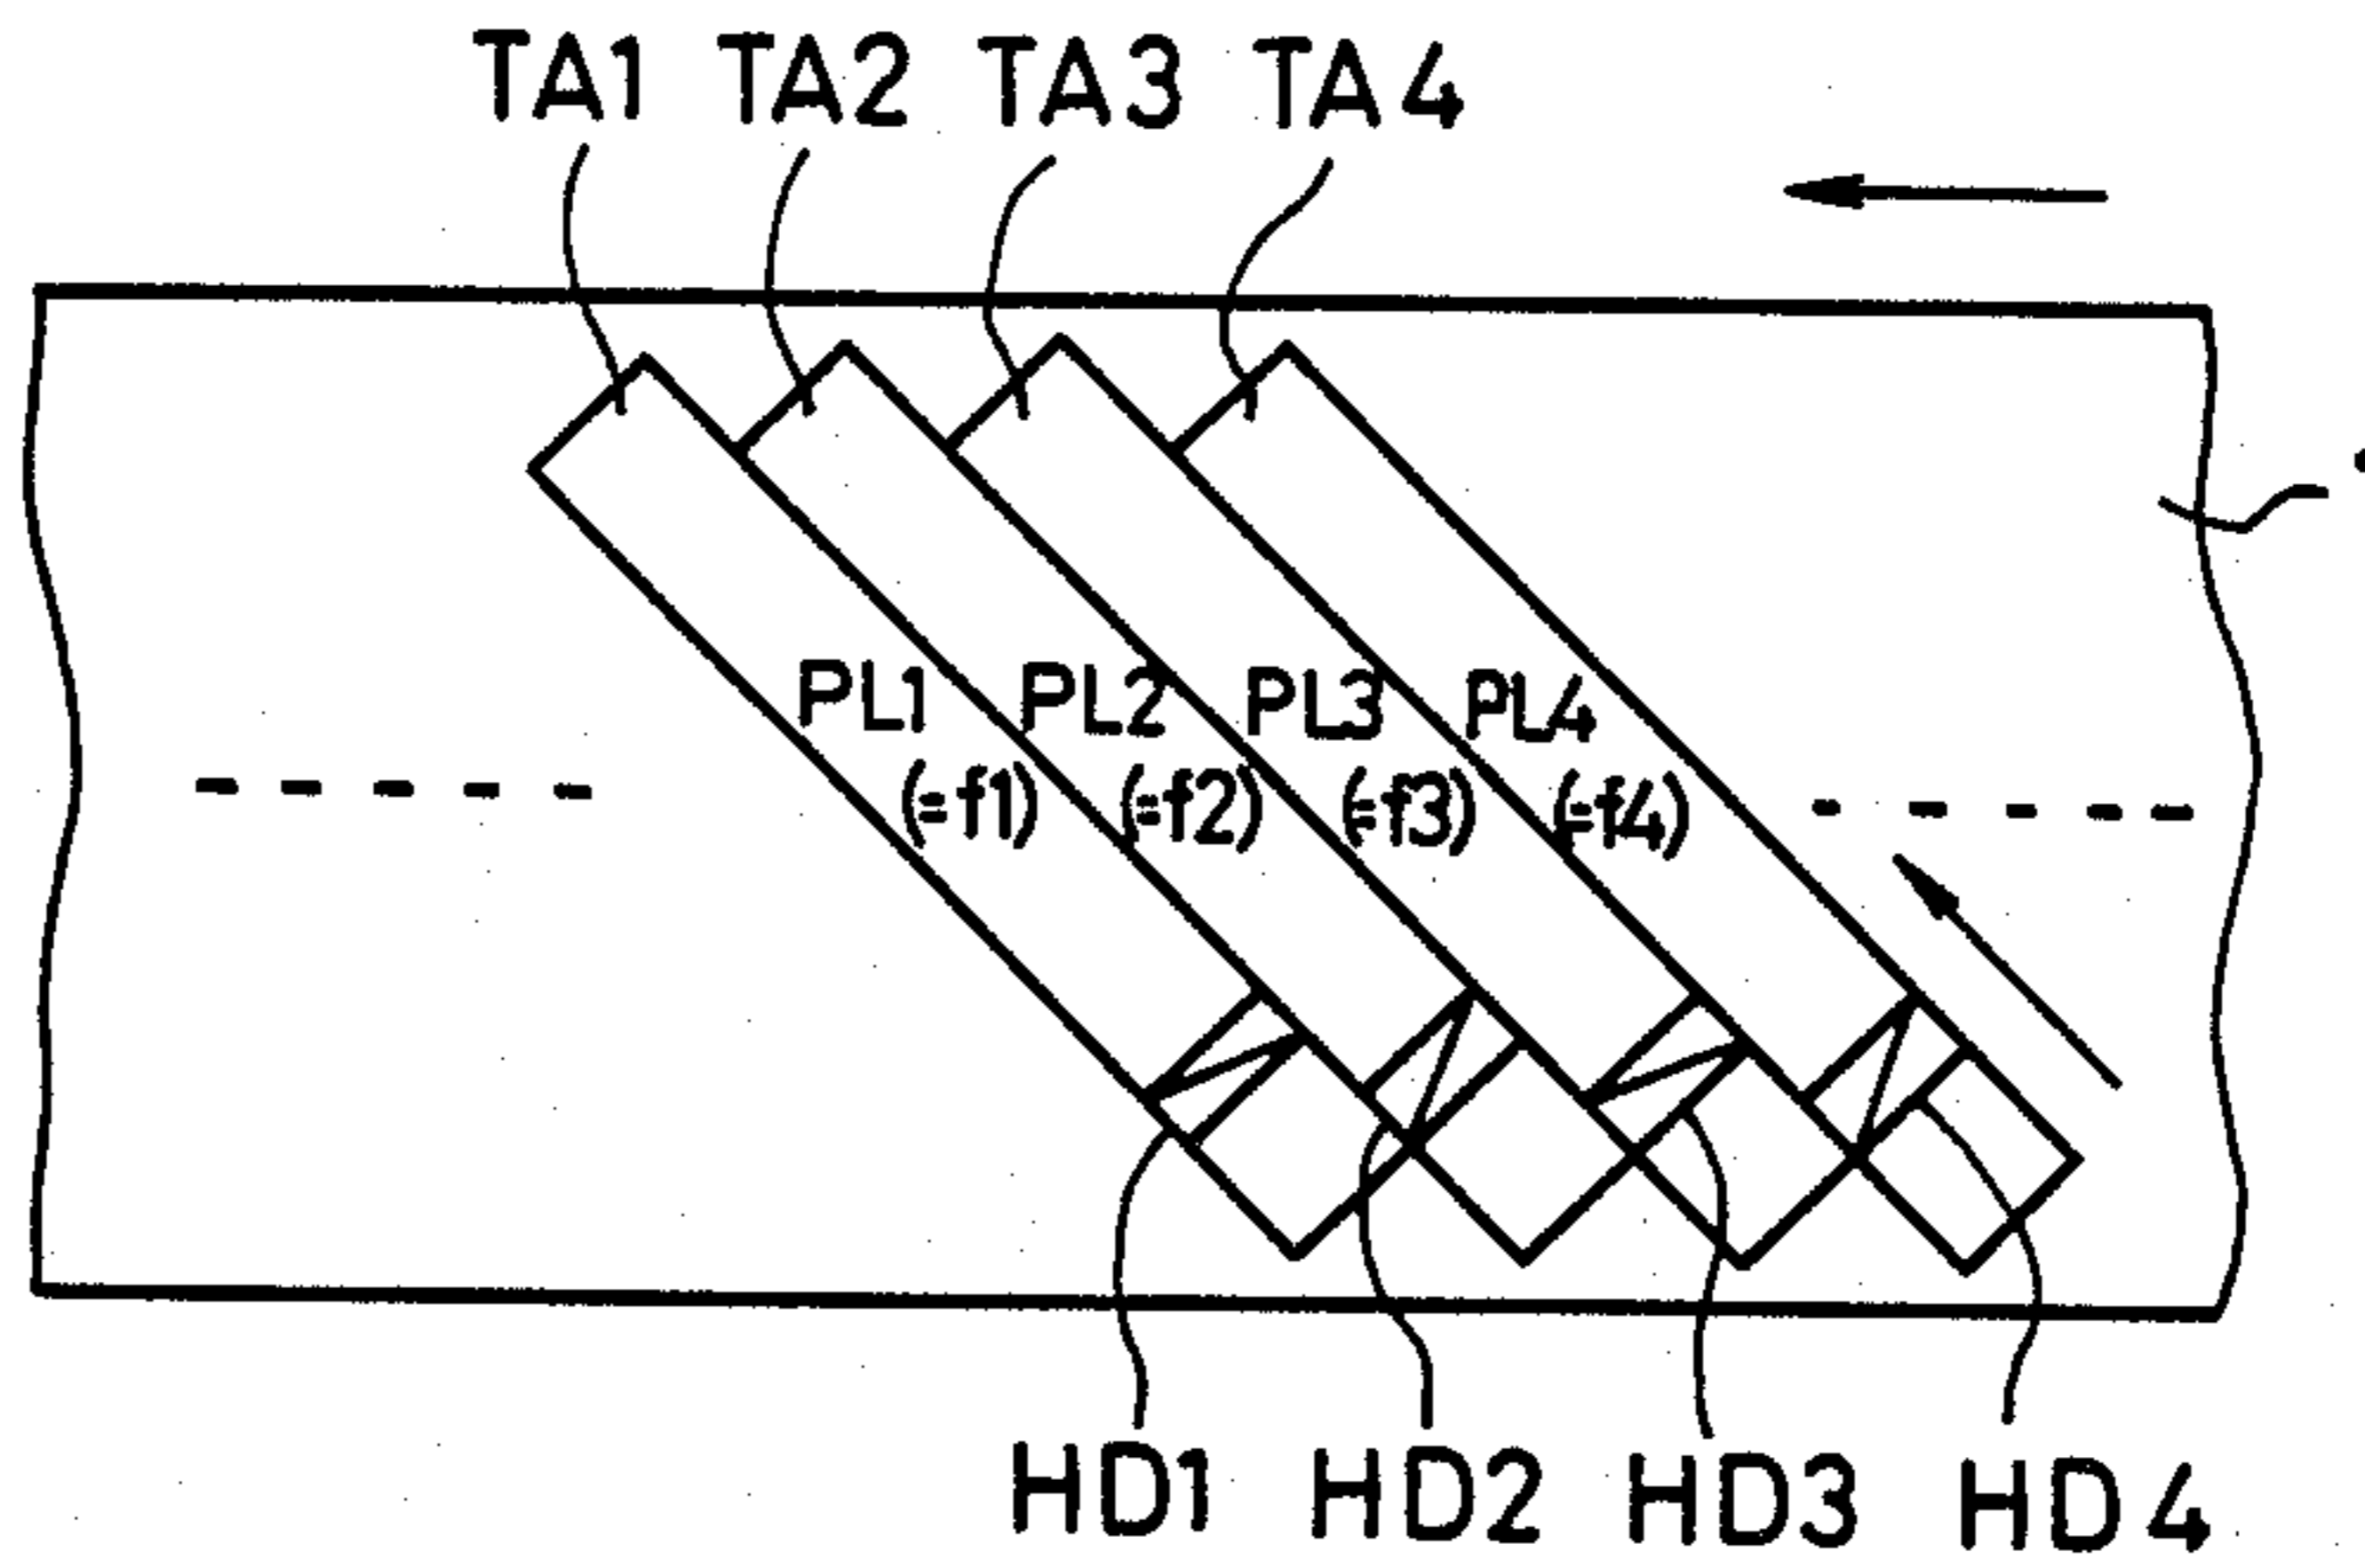 TA1 TA2 TA3 TA4
PL1 PL2 PL3 PL4
(=f1) (=f2) (=f3) (=f4)
HD1 HD2 HD3 HD4